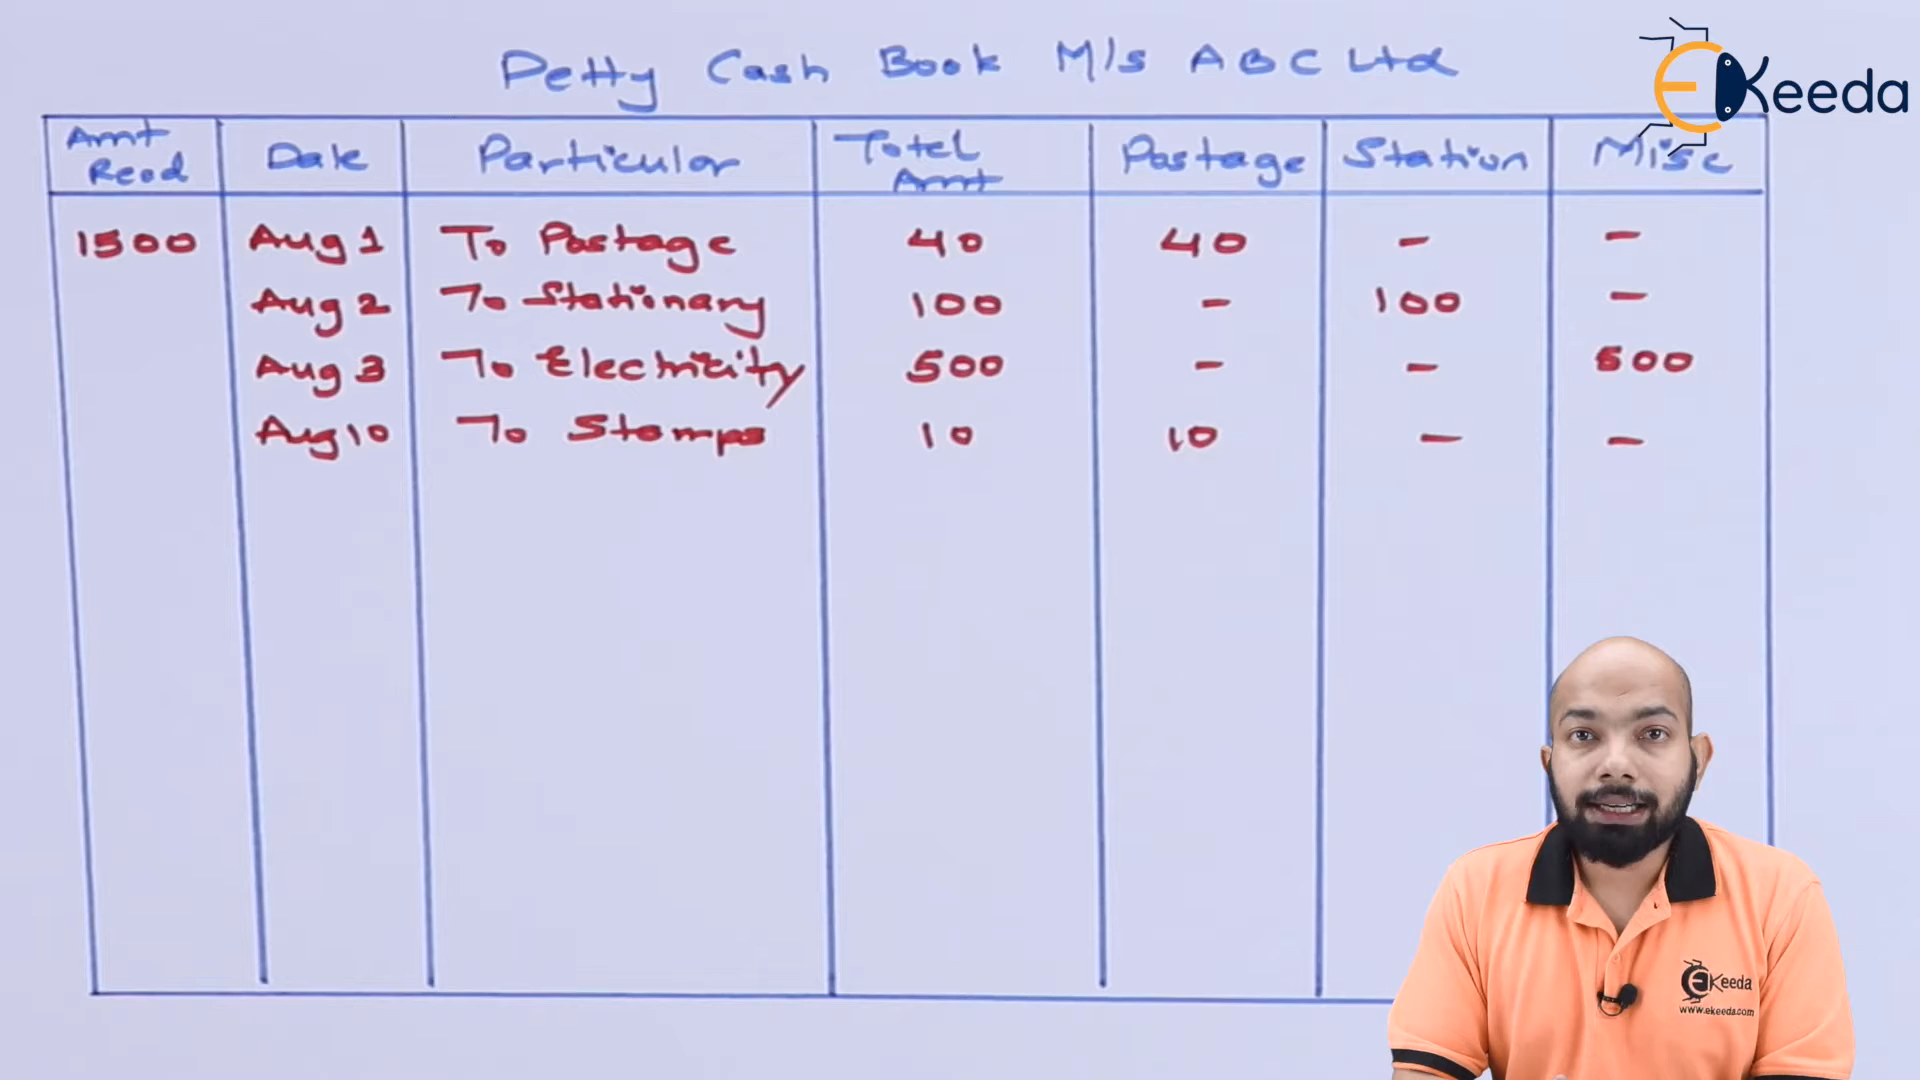 Petty Cash Book M/s ABC Ltd
EKeeda
Amt Recd Date Particular Total Amt Postage Station Misc
1500 Aug 1 To Postage 40 40 - -
Aug 2 To Stationary 100 - 100 -
Aug 3 To Electricity 500 - - 500
Aug 10 To Stamps 10 10 - -
EKeeda
www.ekeeda.com